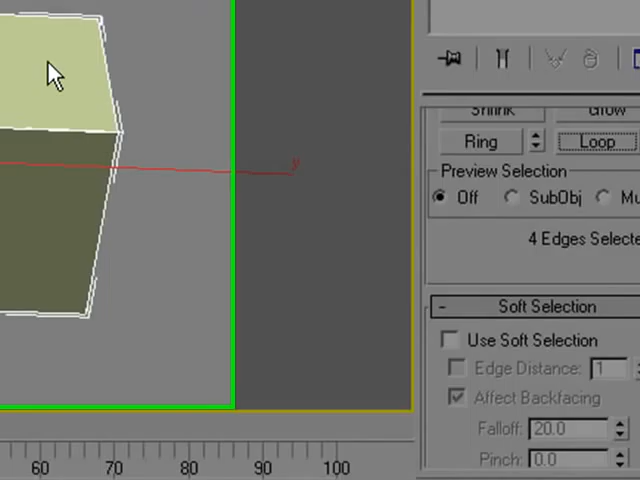 Shrink Grow
Ring Loop
Preview Selection
Off SubObj Mu
4 Edges Selecte
y
- Soft Selection
Use Soft Selection
Edge Distance: 1
Affect Backfacing
Falloff: 20.0
Pinch: 0.0
60 70 80 90 100